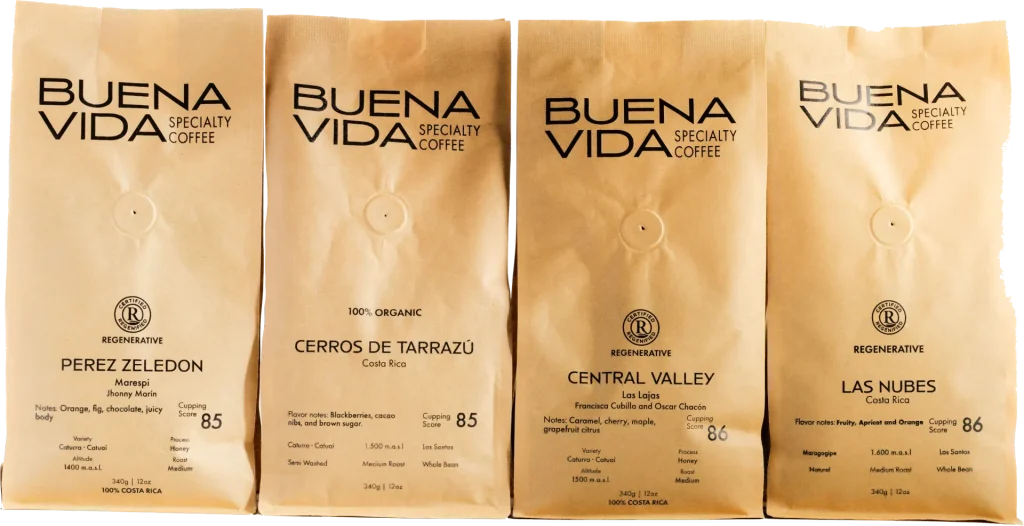 BUENA
VIDA SPECIALTY
COFFEE
CERTIFIED
R
REGENIFIED
REGENERATIVE
PEREZ ZELEDON
Marespi
Jhonny Marín
Notes: Orange, fig, chocolate, juicy
body
Cupping
Score 85
Variety Process
Caturra - Catuai Honey
Altitude Roast
1400 m.a.s.l. Medium
340g | 12oz
100% COSTA RICA
BUENA
VIDA SPECIALTY
COFFEE
100% ORGANIC
CERROS DE TARRAZÚ
Costa Rica
Flavor notes: Blackberries, cacao
nibs, and brown sugar.
Cupping
Score 85
Caturra - Catuai 1.500 m.a.s.l Los Santos
Semi Washed Medium Roast Whole Bean
340g | 12oz
BUENA
VIDA SPECIALTY
COFFEE
CERTIFIED
R
REGENIFIED
REGENERATIVE
CENTRAL VALLEY
Las Lajas
Francisca Cubillo and Oscar Chacón
Notes: Caramel, cherry, maple,
grapefruit citrus
Cupping
Score 86
Variety Process
Caturra - Catuai Honey
Altitude Roast
1500 m.a.s.l. Medium
340g | 12oz
100% COSTA RICA
BUENA
VIDA SPECIALTY
COFFEE
CERTIFIED
R
REGENIFIED
REGENERATIVE
LAS NUBES
Costa Rica
Flavor notes: Fruity, Apricot and Orange
Cupping
Score 86
Maragogipe 1.600 m.a.s.l Los Santos
Natural Medium Roast Whole Bean
340g | 12oz